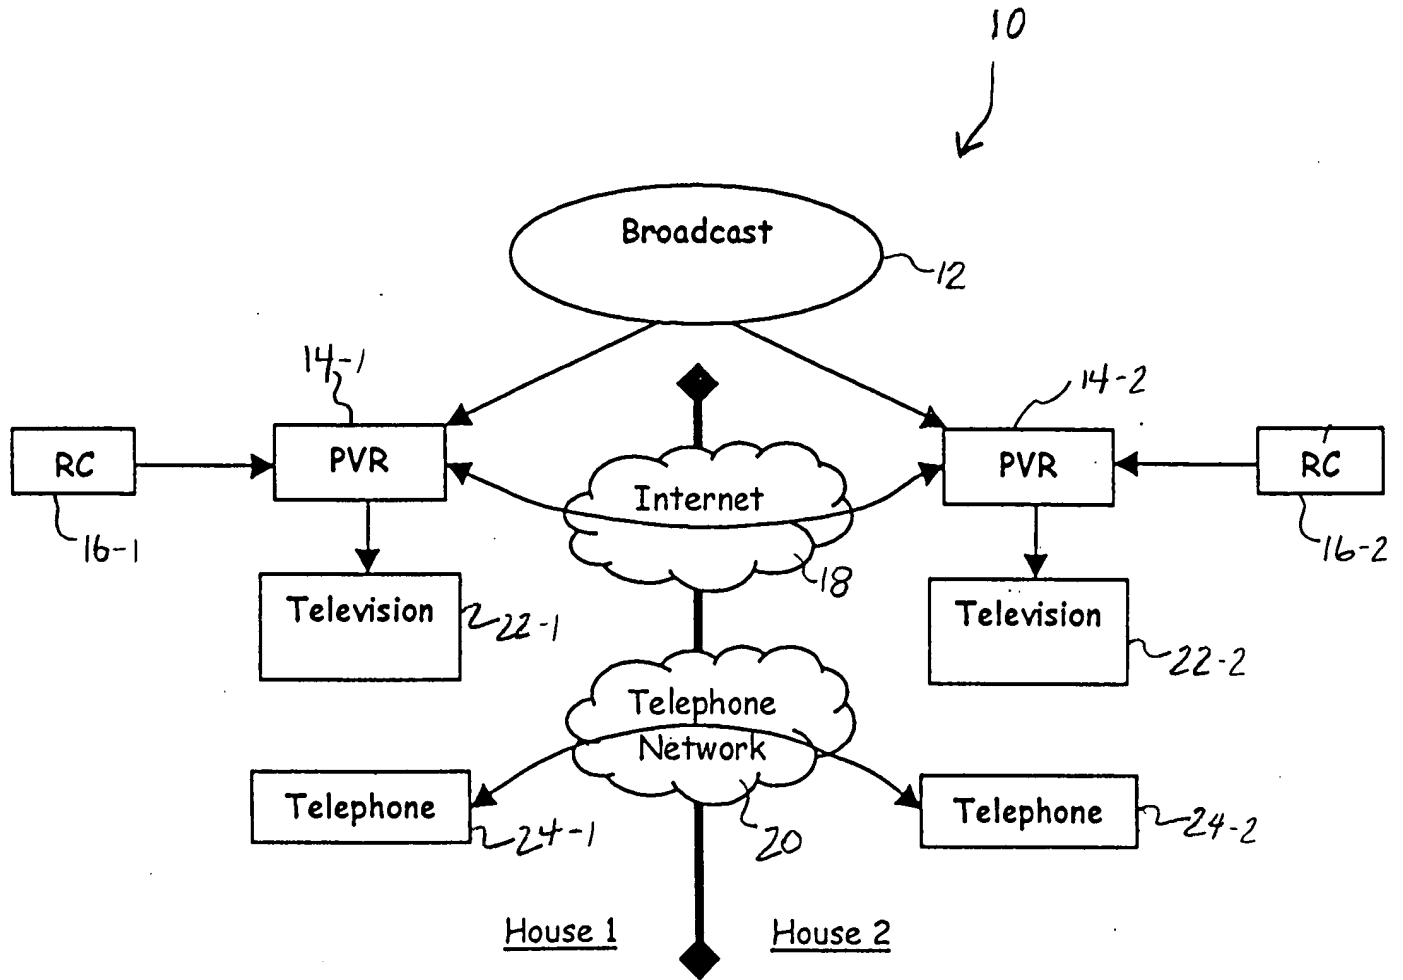 10
Broadcast
12
14-1
14-2
RC
PVR
PVR
RC
Internet
16-1
16-2
18
Television
22-1
Television
22-2
Telephone
Network
Telephone
24-1
20
Telephone
24-2
House 1
House 2